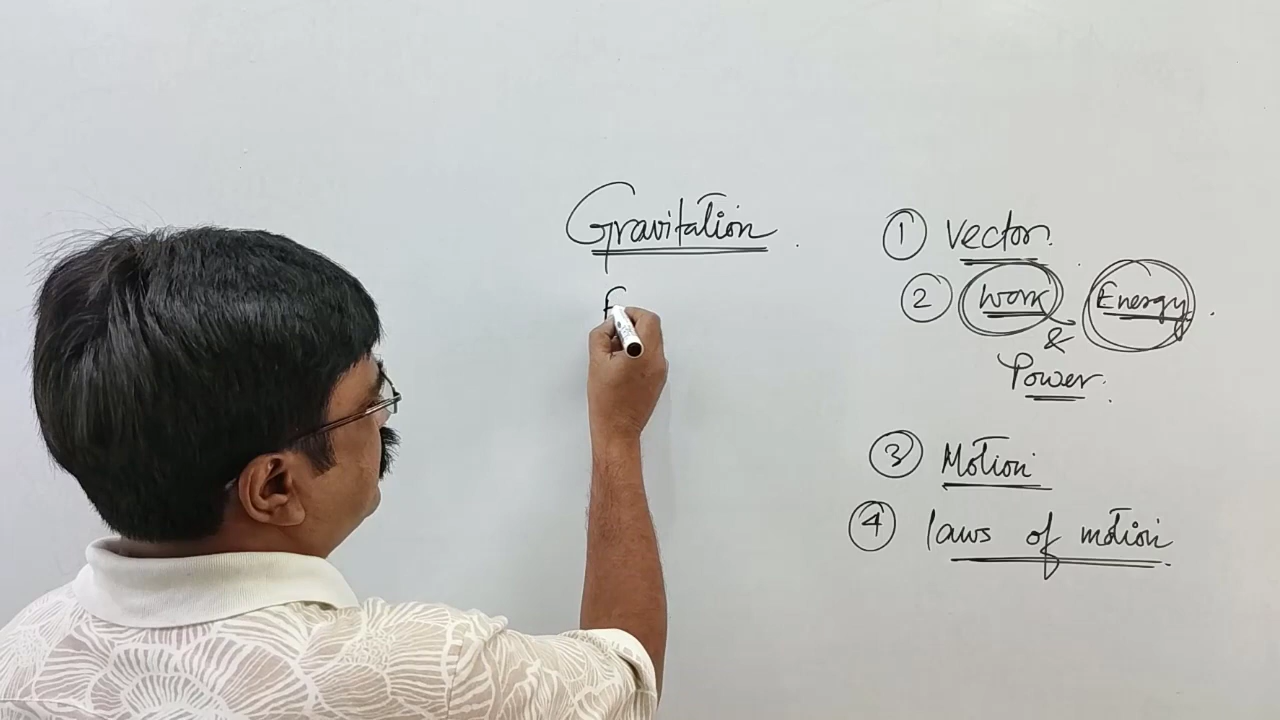 Gravitation
① Vector.
② Work Energy
&
Power.
③ Motion
④ laws of motion